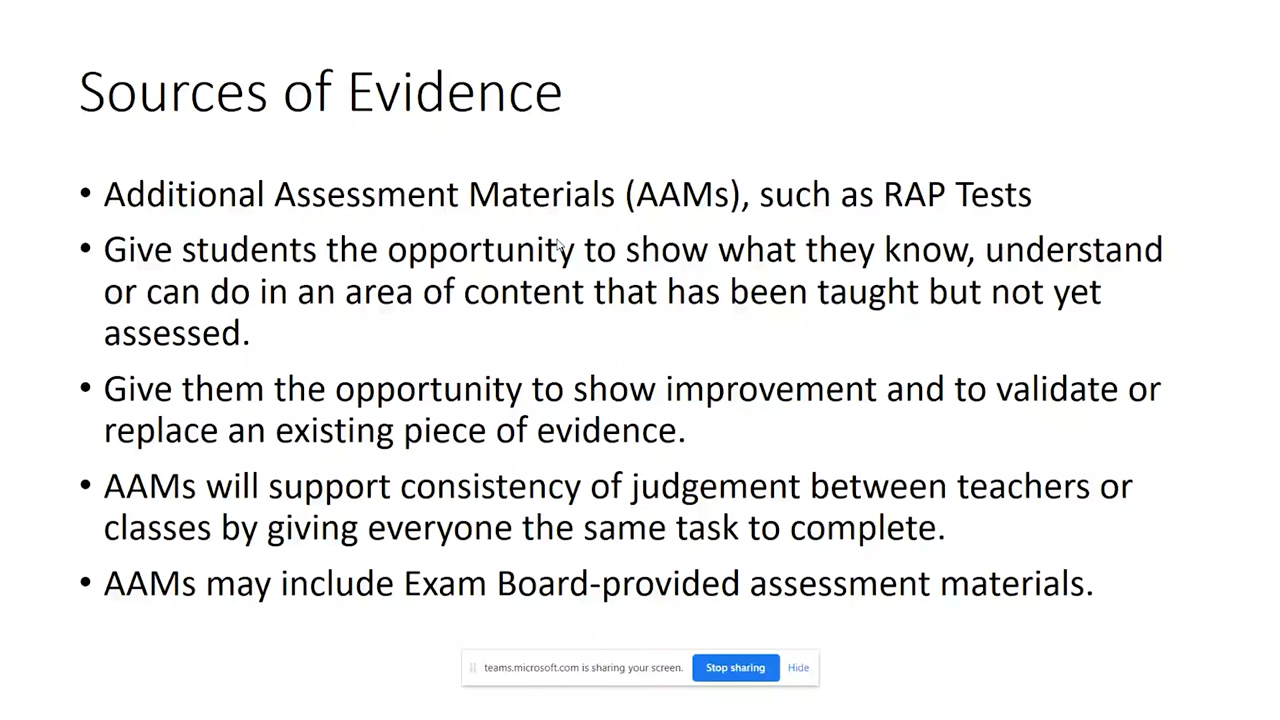 Sources of Evidence
• Additional Assessment Materials (AAMs), such as RAP Tests
• Give students the opportunity to show what they know, understand
or can do in an area of content that has been taught but not yet
assessed.
• Give them the opportunity to show improvement and to validate or
replace an existing piece of evidence.
• AAMs will support consistency of judgement between teachers or
classes by giving everyone the same task to complete.
• AAMs may include Exam Board-provided assessment materials.
teams.microsoft.com is sharing your screen. Stop sharing Hide